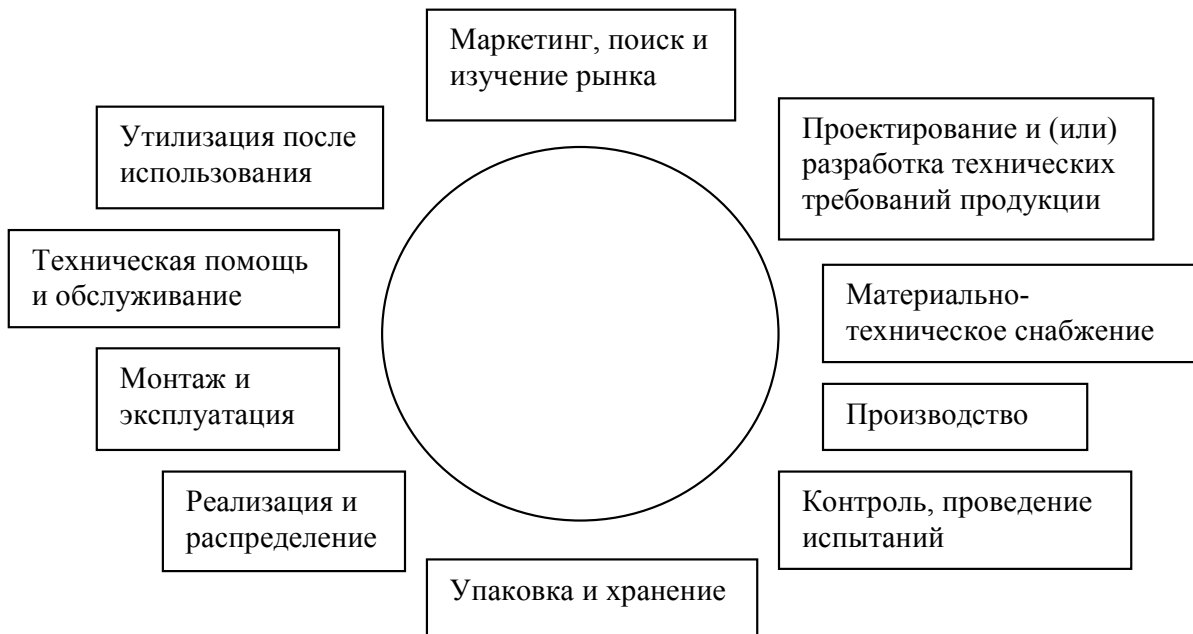 Маркетинг, поиск и
изучение рынка
Проектирование и (или)
разработка технических
требований продукции
Материально-
техническое снабжение
Производство
Контроль, проведение
испытаний
Упаковка и хранение
Реализация и
распределение
Монтаж и
эксплуатация
Техническая помощь
и обслуживание
Утилизация после
использования